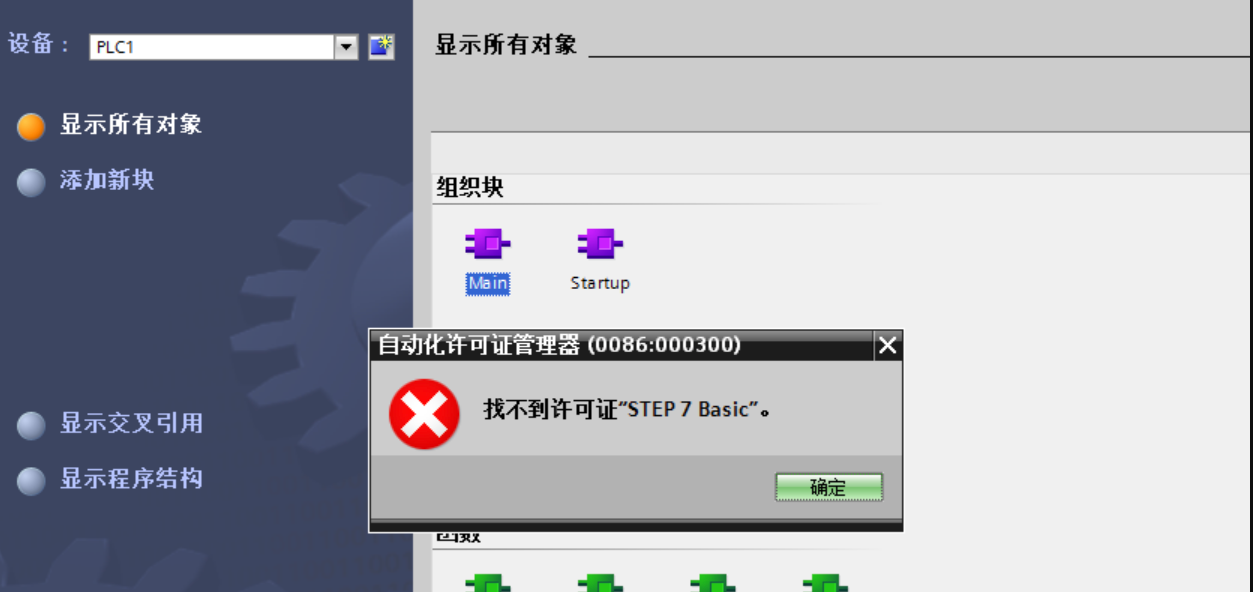 设备：
PLC1
显示所有对象
显示所有对象
添加新块
组织块
Main
Startup
自动化许可证管理器 (0086:000300)
找不到许可证"STEP 7 Basic"。
显示交叉引用
显示程序结构
确定
函数